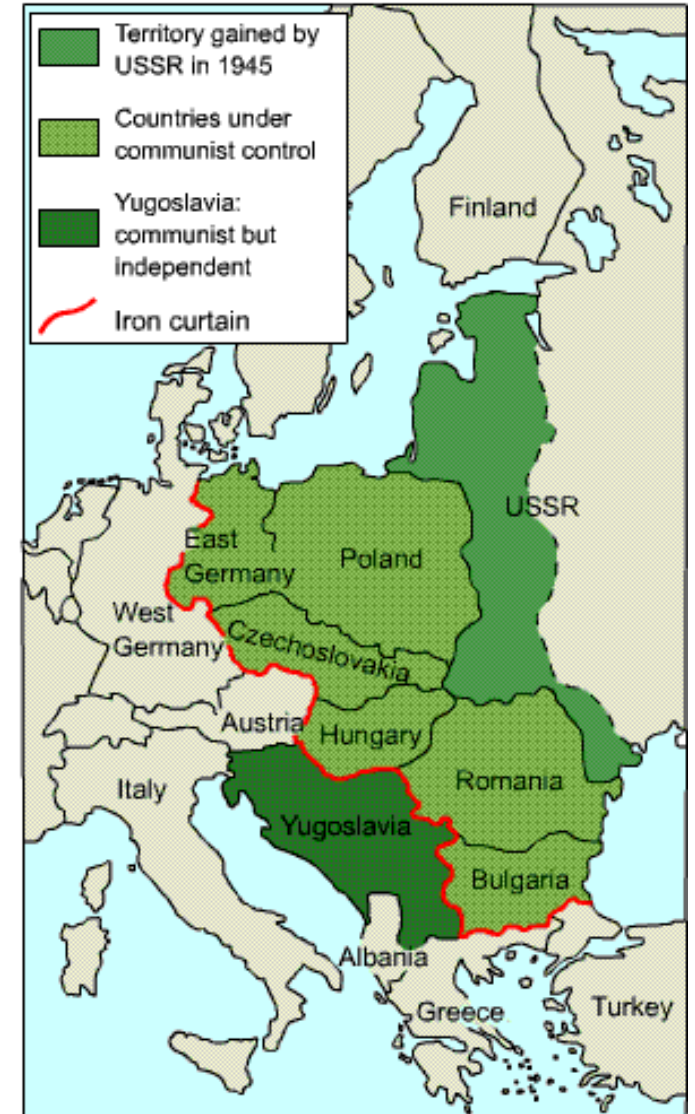 Territory gained by
USSR in 1945
Countries under
communist control
Yugoslavia:
communist but
independent
Iron curtain
Finland
USSR
East
Germany
Poland
West
Germany
Czechoslovakia
Austria
Hungary
Italy
Romania
Yugoslavia
Bulgaria
Albania
Greece
Turkey